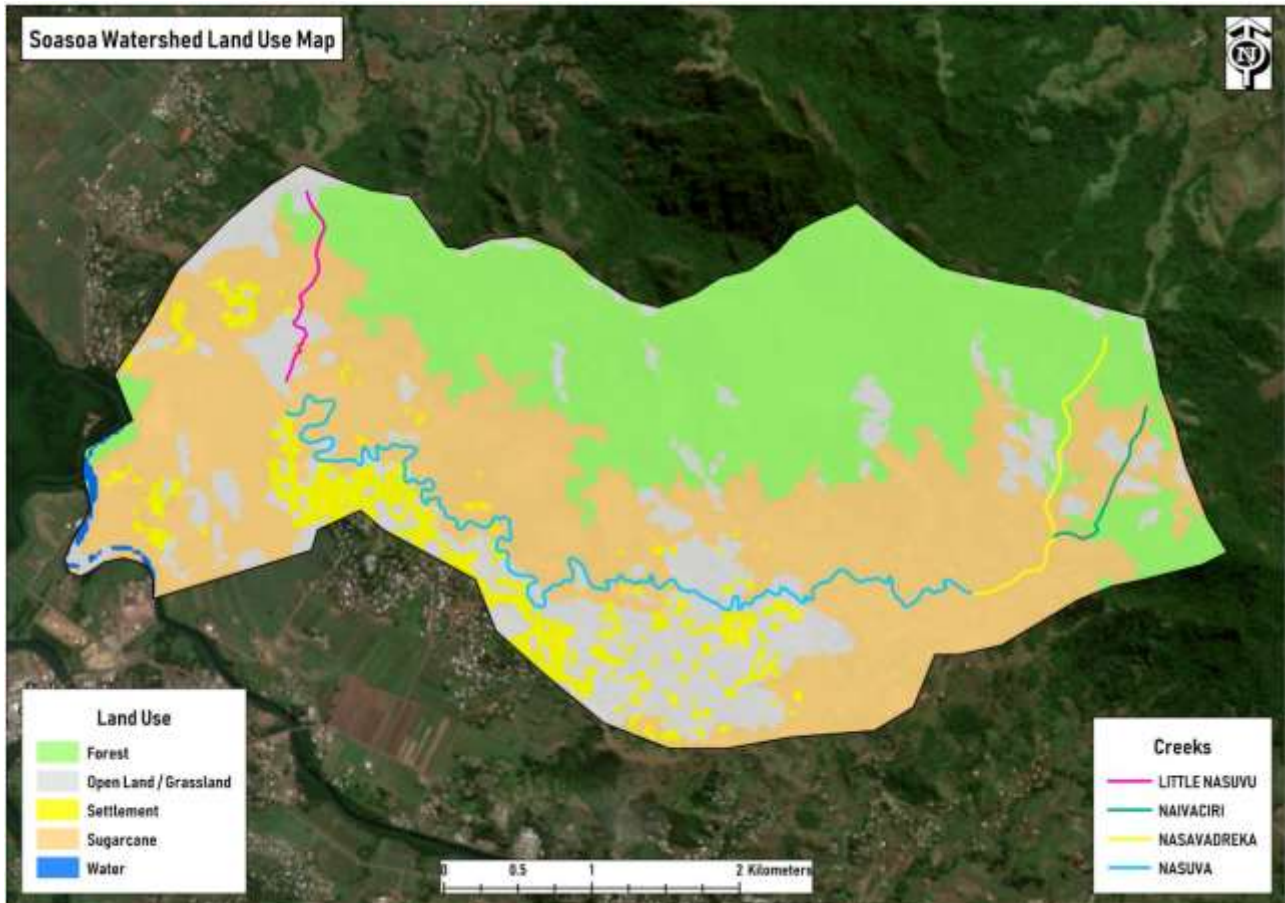 Soasoa Watershed Land Use Map
N
Land Use
Forest
Open Land / Grassland
Settlement
Sugarcane
Water
0 0.5 1 2 Kilometers
Creeks
LITTLE NASUVU
NAIVACIRI
NASAVADREKA
NASUVA